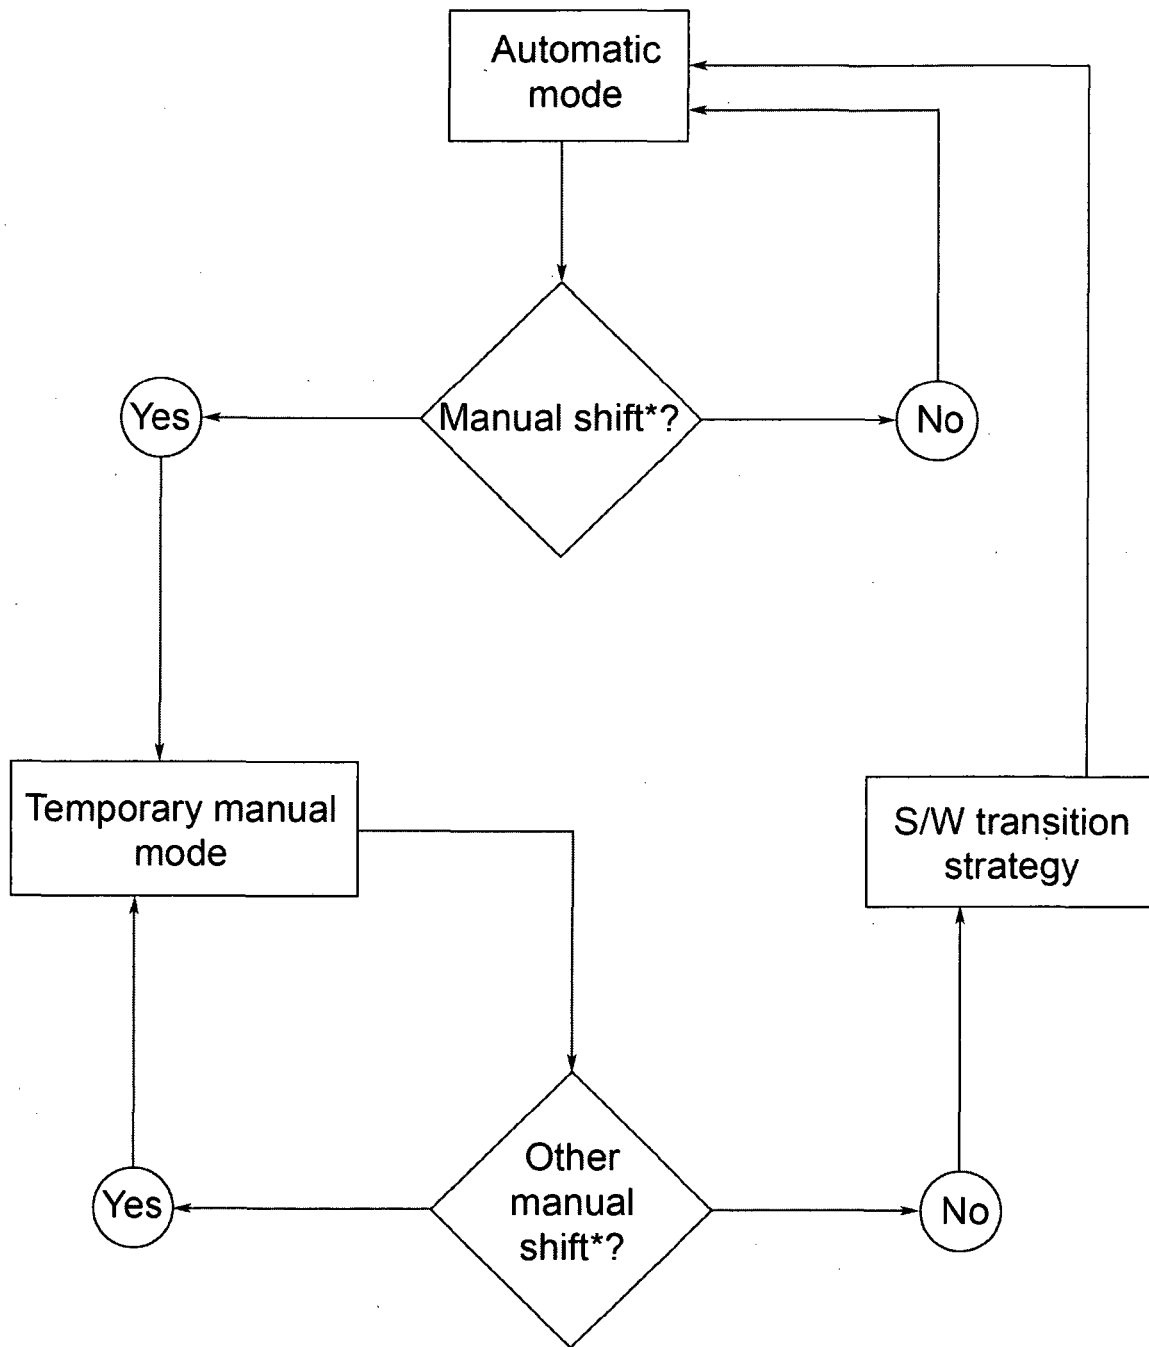 Automatic
mode
Yes
Manual shift*?
No
Temporary manual
mode
S/W transition
strategy
Yes
Other
manual
shift*?
No